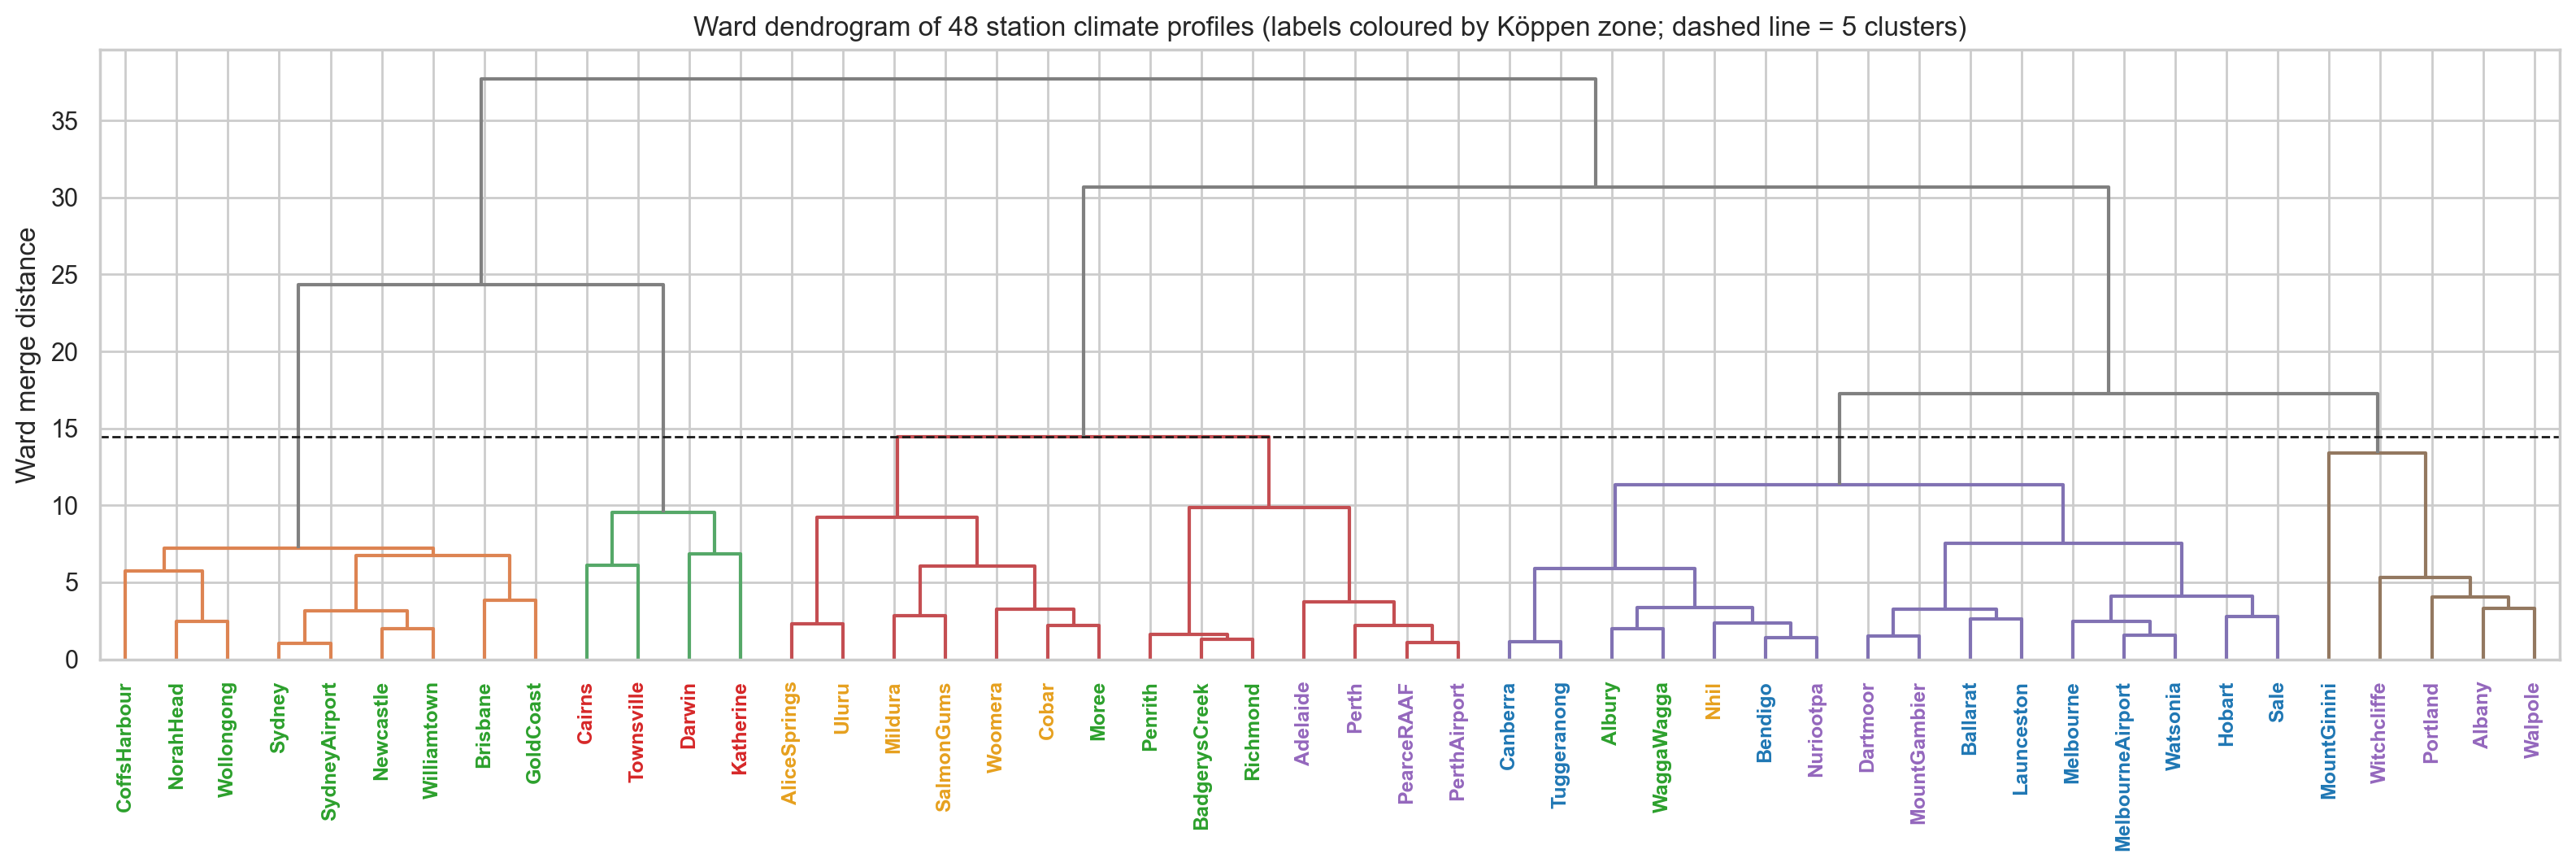 Ward dendrogram of 48 station climate profiles (labels coloured by Köppen zone; dashed line = 5 clusters)
Ward merge distance
35
30
25
20
15
10
5
0
CoffsHarbour
NorahHead
Wollongong
Sydney
SydneyAirport
Newcastle
Williamtown
Brisbane
GoldCoast
Cairns
Townsville
Darwin
Katherine
AliceSprings
Uluru
Mildura
SalmonGums
Woomera
Cobar
Moree
Penrith
BadgerysCreek
Richmond
Adelaide
Perth
PearceRAAF
PerthAirport
Canberra
Tuggeranong
Albury
WaggaWagga
Nhil
Bendigo
Nuriootpa
Dartmoor
MountGambier
Ballarat
Launceston
Melbourne
MelbourneAirport
Watsonia
Hobart
Sale
MountGinini
Witchcliffe
Portland
Albany
Walpole